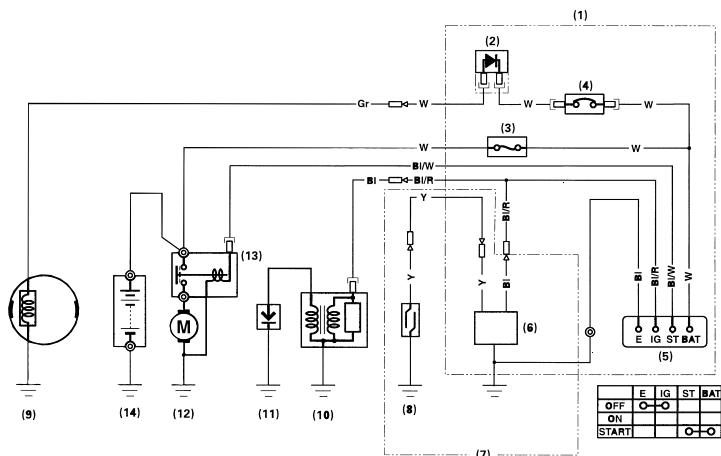 (1)
(2)
Gr W W (4) W
(3)
W W
Bl/W
Bl Bl/R
Y
Bl/R
(13)
Bl Bl/R Bl/W W
Y Y Bl
M
(6)
E IG ST BAT
(5)
(9) (14) (12) (11) (10) (8)
E IG ST BAT
OFF
ON
START
(7)